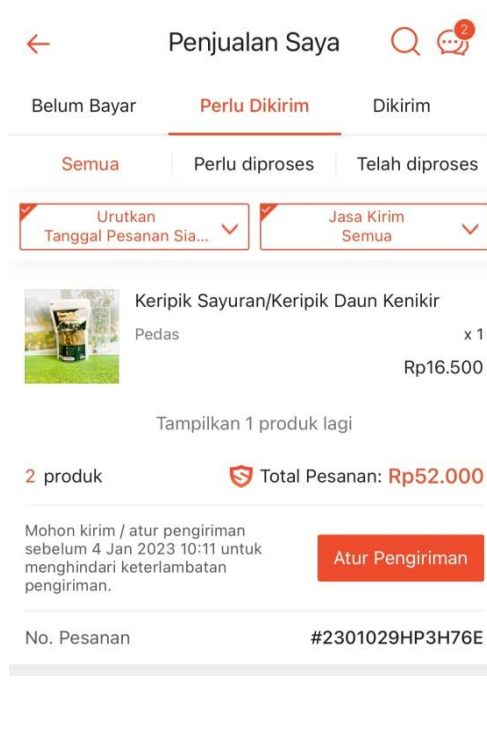 Penjualan Saya
2
Belum Bayar
Perlu Dikirim
Dikirim
Semua
Perlu diproses
Telah diproses
Urutkan
Tanggal Pesanan Sia...
Jasa Kirim
Semua
Keripik Sayuran/Keripik Daun Kenikir
Pedas
x 1
Rp16.500
Tampilkan 1 produk lagi
2 produk
Total Pesanan: Rp52.000
Mohon kirim / atur pengiriman
sebelum 4 Jan 2023 10:11 untuk
menghindari keterlambatan
pengiriman.
Atur Pengiriman
No. Pesanan
#2301029HP3H76E